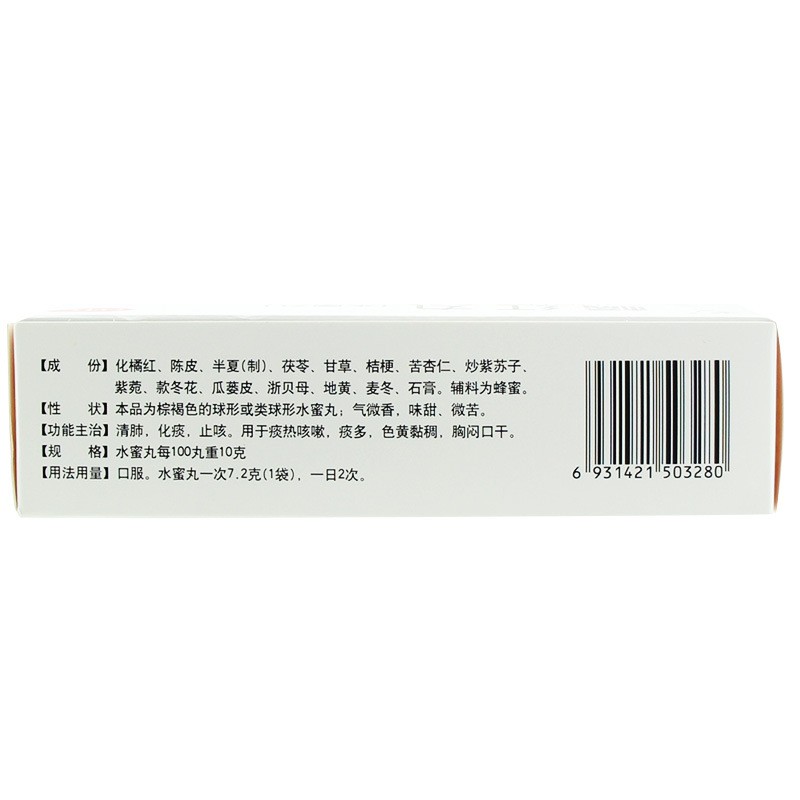 【成　　份】化橘红、陈皮、半夏(制)、茯苓、甘草、桔梗、苦杏仁、炒紫苏子、
紫菀、款冬花、瓜蒌皮、浙贝母、地黄、麦冬、石膏。辅料为蜂蜜。
【性　　状】本品为棕褐色的球形或类球形水蜜丸；气微香，味甜、微苦。
【功能主治】清肺，化痰，止咳。用于痰热咳嗽，痰多，色黄黏稠，胸闷口干。
【规　　格】水蜜丸每100丸重10克
【用法用量】口服。水蜜丸一次7.2克(1袋)，一日2次。
6 931421 503280